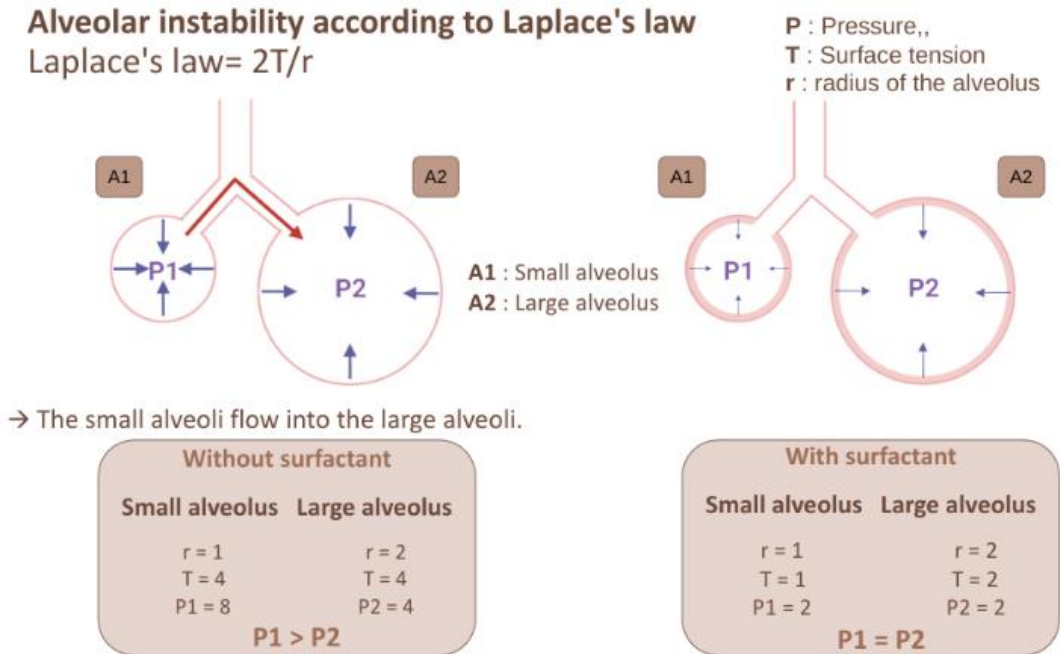 Alveolar instability according to Laplace's law
Laplace's law= 2T/r
P : Pressure,,
T : Surface tension
r : radius of the alveolus
A1
A2
P1
P2
A1 : Small alveolus
A2 : Large alveolus
A1
A2
P1
P2
→ The small alveoli flow into the large alveoli.
Without surfactant
Small alveolus Large alveolus
r = 1 r = 2
T = 4 T = 4
P1 = 8 P2 = 4
P1 > P2
With surfactant
Small alveolus Large alveolus
r = 1 r = 2
T = 1 T = 2
P1 = 2 P2 = 2
P1 = P2